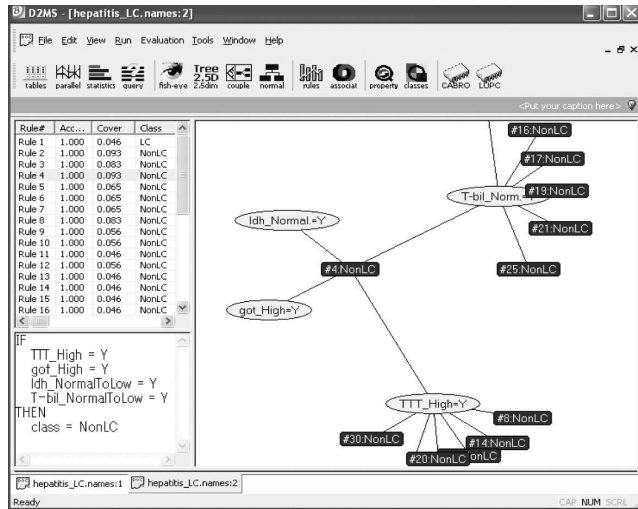 D2MS - [hepatitis_LC.names:2]
File Edit View Run Evaluation Tools Window Help
Tree
2.5D
tables parallel statistics query fish-eye 2.5dim couple normal rules associat property classes CABRO LUPC
<Put your caption here>
Rule# Acc... Cover Class
Rule 1 1.000 0.046 LC
Rule 2 1.000 0.093 NonLC
Rule 3 1.000 0.083 NonLC
Rule 4 1.000 0.093 NonLC
Rule 5 1.000 0.065 NonLC
Rule 6 1.000 0.065 NonLC
Rule 7 1.000 0.065 NonLC
Rule 8 1.000 0.083 NonLC
Rule 9 1.000 0.056 NonLC
Rule 10 1.000 0.056 NonLC
Rule 11 1.000 0.046 NonLC
Rule 12 1.000 0.056 NonLC
Rule 13 1.000 0.046 NonLC
Rule 14 1.000 0.046 NonLC
Rule 15 1.000 0.046 NonLC
Rule 16 1.000 0.046 NonLC
IF
TTT_High = Y
got_High = Y
ldh_NormalToLow = Y
T-bil_NormalToLow = Y
THEN
class = NonLC
#16:NonLC
#17:NonLC
T-bil_Norm.=
#19:NonLC
#21:NonLC
#25:NonLC
ldh_Normal.=Y
#4:NonLC
got_High=Y
TTT_High=Y
#8:NonLC
#30:NonLC
#14:NonLC
#20:NonLC
onLC
hepatitis_LC.names:1 hepatitis_LC.names:2
Ready CAP NUM SCRL